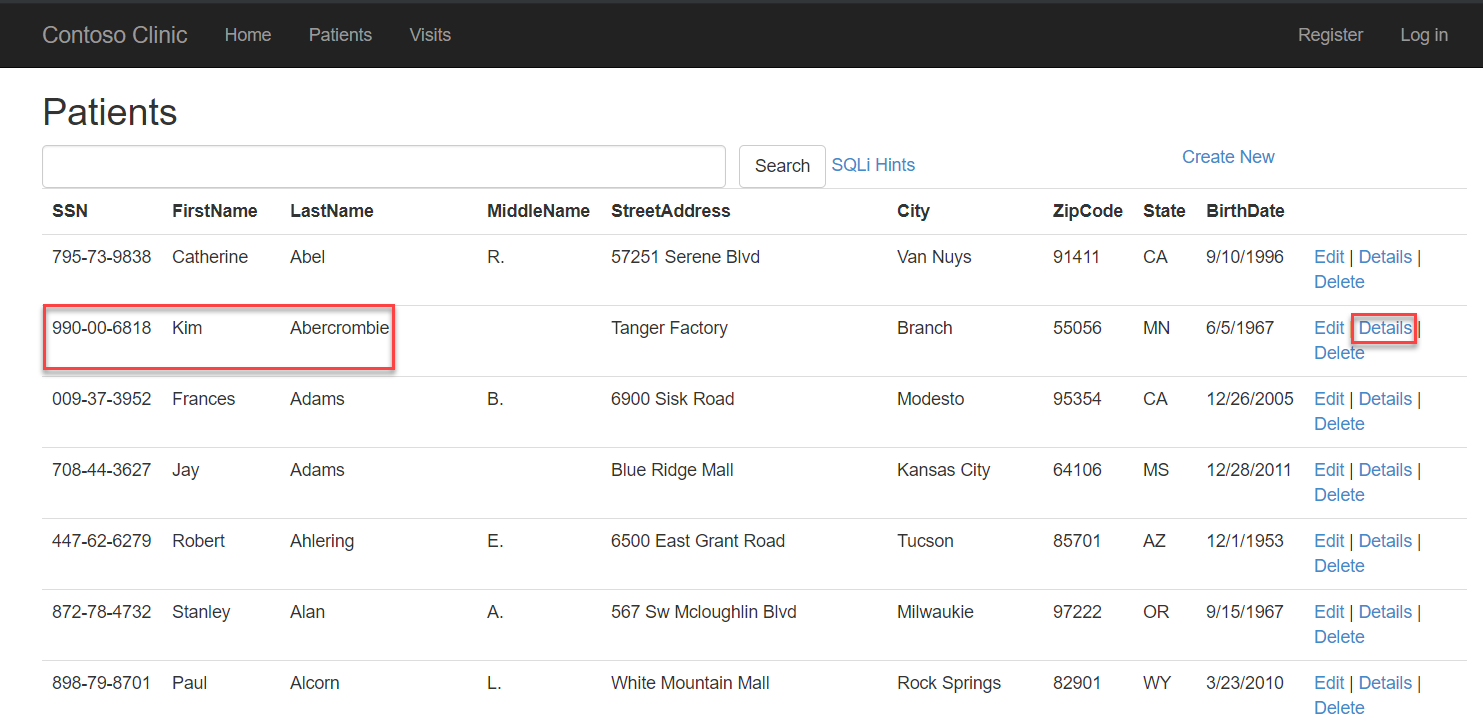 Contoso Clinic Home Patients Visits Register Log in
Patients
Search SQLi Hints Create New
SSN FirstName LastName MiddleName StreetAddress City ZipCode State BirthDate
795-73-9838 Catherine Abel R. 57251 Serene Blvd Van Nuys 91411 CA 9/10/1996 Edit | Details |
Delete
990-00-6818 Kim Abercrombie Tanger Factory Branch 55056 MN 6/5/1967 Edit | Details |
Delete
009-37-3952 Frances Adams B. 6900 Sisk Road Modesto 95354 CA 12/26/2005 Edit | Details |
Delete
708-44-3627 Jay Adams Blue Ridge Mall Kansas City 64106 MS 12/28/2011 Edit | Details |
Delete
447-62-6279 Robert Ahlering E. 6500 East Grant Road Tucson 85701 AZ 12/1/1953 Edit | Details |
Delete
872-78-4732 Stanley Alan A. 567 Sw Mcloughlin Blvd Milwaukie 97222 OR 9/15/1967 Edit | Details |
Delete
898-79-8701 Paul Alcorn L. White Mountain Mall Rock Springs 82901 WY 3/23/2010 Edit | Details |
Delete